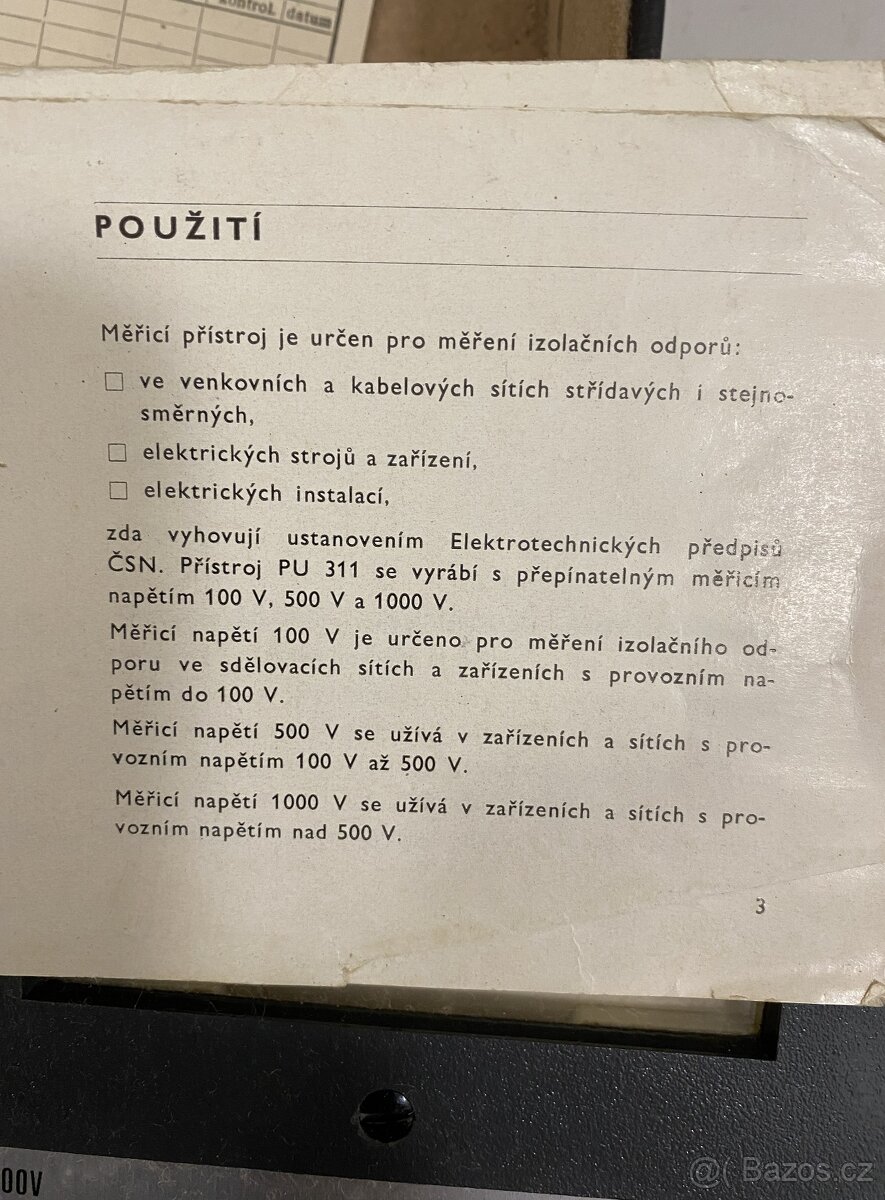 kontrol. datum
POUŽITÍ
Měřicí přístroj je určen pro měření izolačních odporů:
☐ ve venkovních a kabelových sítích střídavých i stejno-
směrných,
☐ elektrických strojů a zařízení,
☐ elektrických instalací,
zda vyhovují ustanovením Elektrotechnických předpisů
ČSN. Přístroj PU 311 se vyrábí s přepínatelným měřicím
napětím 100 V, 500 V a 1000 V.
Měřicí napětí 100 V je určeno pro měření izolačního od-
poru ve sdělovacích sítích a zařízeních s provozním na-
pětím do 100 V.
Měřicí napětí 500 V se užívá v zařízeních a sítích s pro-
vozním napětím 100 V až 500 V.
Měřicí napětí 1000 V se užívá v zařízeních a sítích s pro-
vozním napětím nad 500 V.
3
00V
Bazos.cz